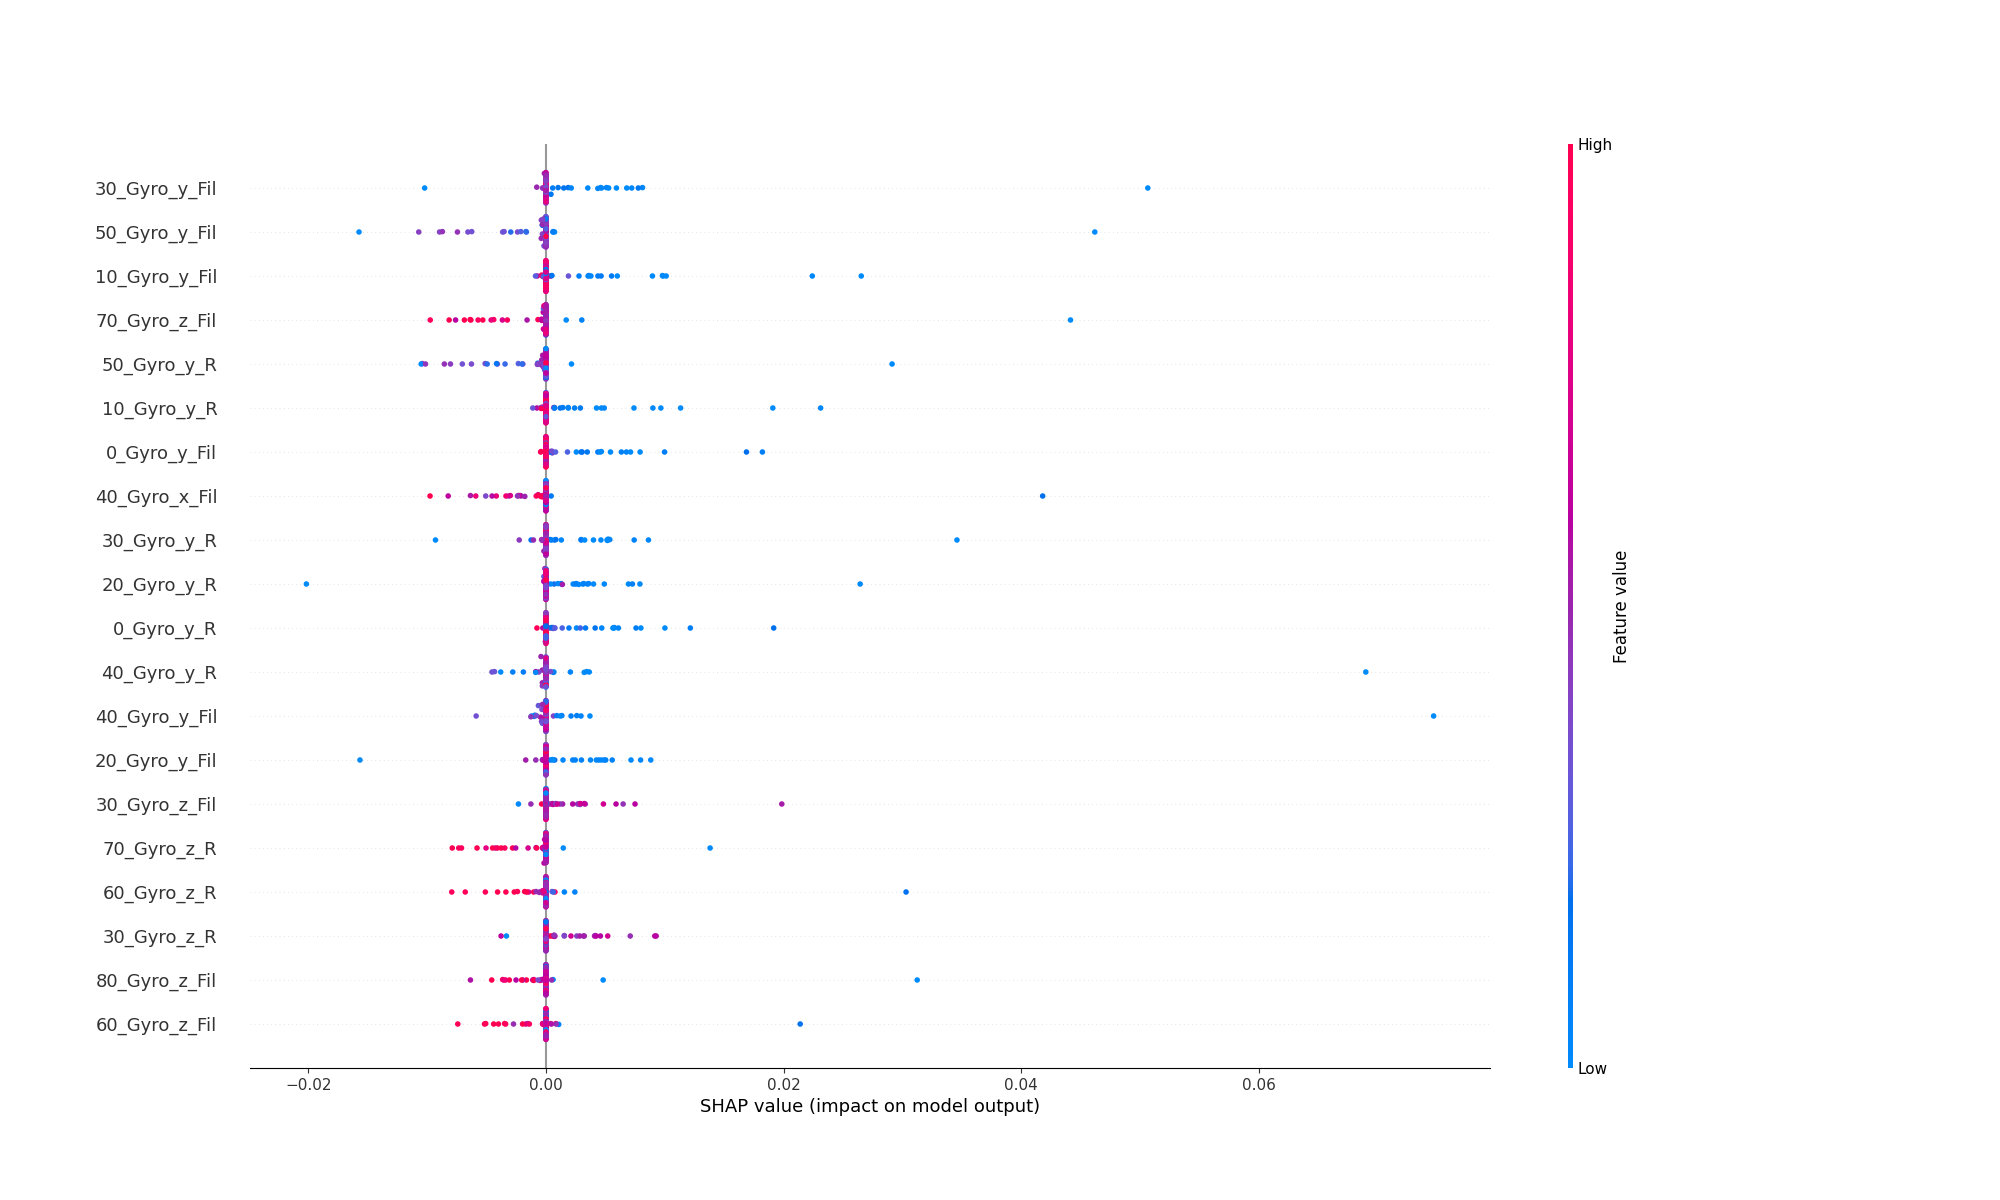 High
30_Gyro_y_Fil
50_Gyro_y_Fil
10_Gyro_y_Fil
70_Gyro_z_Fil
50_Gyro_y_R
10_Gyro_y_R
0_Gyro_y_Fil
40_Gyro_x_Fil
30_Gyro_y_R
20_Gyro_y_R
0_Gyro_y_R
40_Gyro_y_R
40_Gyro_y_Fil
20_Gyro_y_Fil
30_Gyro_z_Fil
70_Gyro_z_R
60_Gyro_z_R
30_Gyro_z_R
80_Gyro_z_Fil
60_Gyro_z_Fil
Feature value
Low
−0.02 0.00 0.02 0.04 0.06
SHAP value (impact on model output)